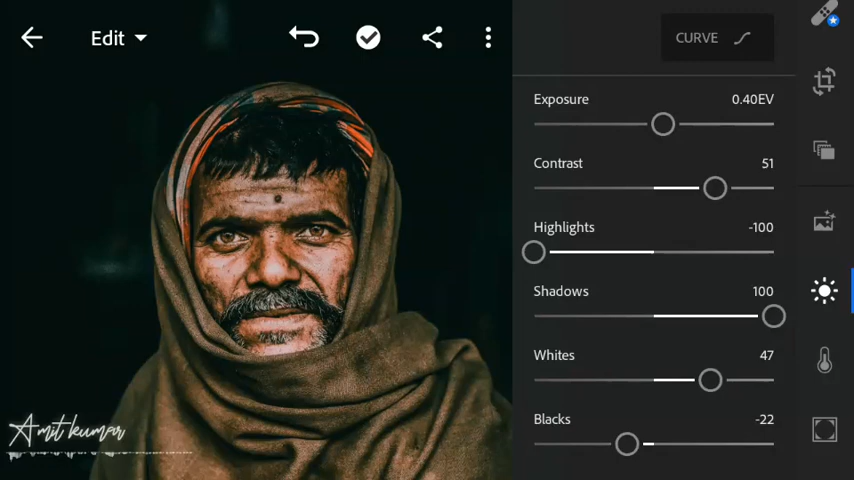 Edit
CURVE
Exposure 0.40EV
Contrast 51
Highlights -100
Shadows 100
Whites 47
Blacks -22
Amit kumar